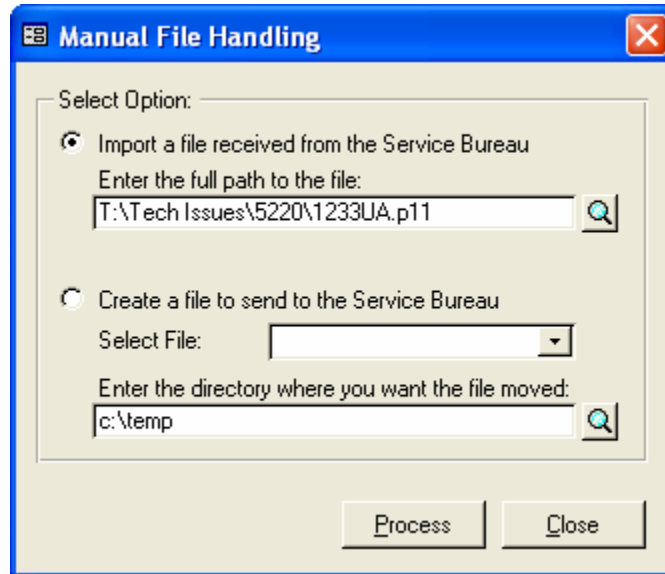 Manual File Handling
Select Option:
Import a file received from the Service Bureau
Enter the full path to the file:
T:\Tech Issues\5220\1233UA.p11
Create a file to send to the Service Bureau
Select File:
Enter the directory where you want the file moved:
c:\temp
Process Close